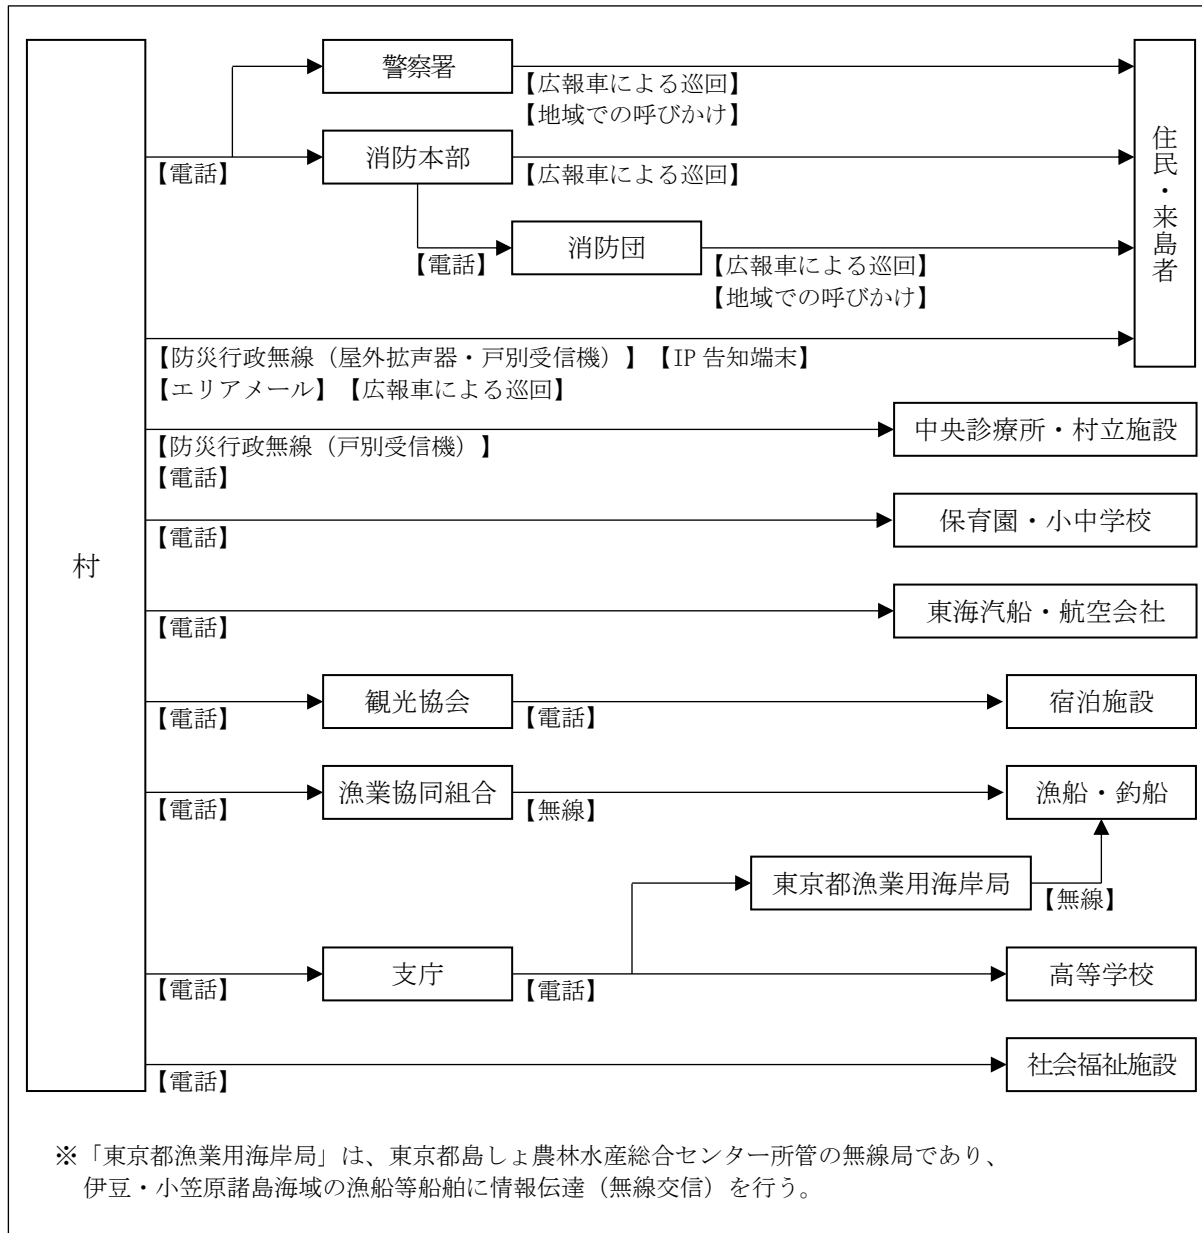 村
警察署
【広報車による巡回】
【地域での呼びかけ】
消防本部
【電話】
【広報車による巡回】
消防団
【電話】
【広報車による巡回】
【地域での呼びかけ】
住民・来島者
【防災行政無線（屋外拡声器・戸別受信機）】【IP 告知端末】
【エリアメール】【広報車による巡回】
中央診療所・村立施設
【防災行政無線（戸別受信機）】
【電話】
保育園・小中学校
【電話】
東海汽船・航空会社
【電話】
観光協会
宿泊施設
【電話】
【電話】
漁業協同組合
漁船・釣船
【電話】
【無線】
東京都漁業用海岸局
【無線】
支庁
高等学校
【電話】
【電話】
社会福祉施設
【電話】
※「東京都漁業用海岸局」は、東京都島しょ農林水産総合センター所管の無線局であり、
伊豆・小笠原諸島海域の漁船等船舶に情報伝達（無線交信）を行う。